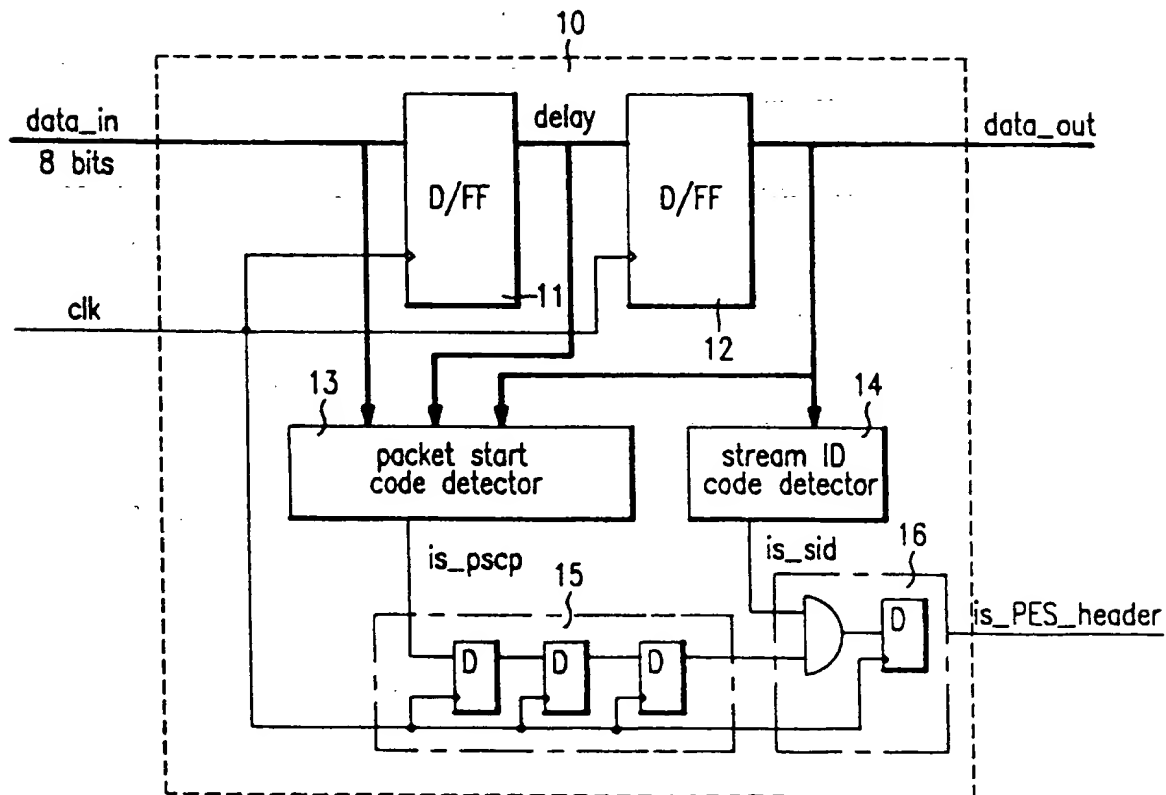 10
data_in
8 bits
delay
data_out
D/FF
D/FF
11
12
clk
13
14
packet start
code detector
stream ID
code detector
is_pscp
is_sid
16
15
D
is_PES_header
D
D
D